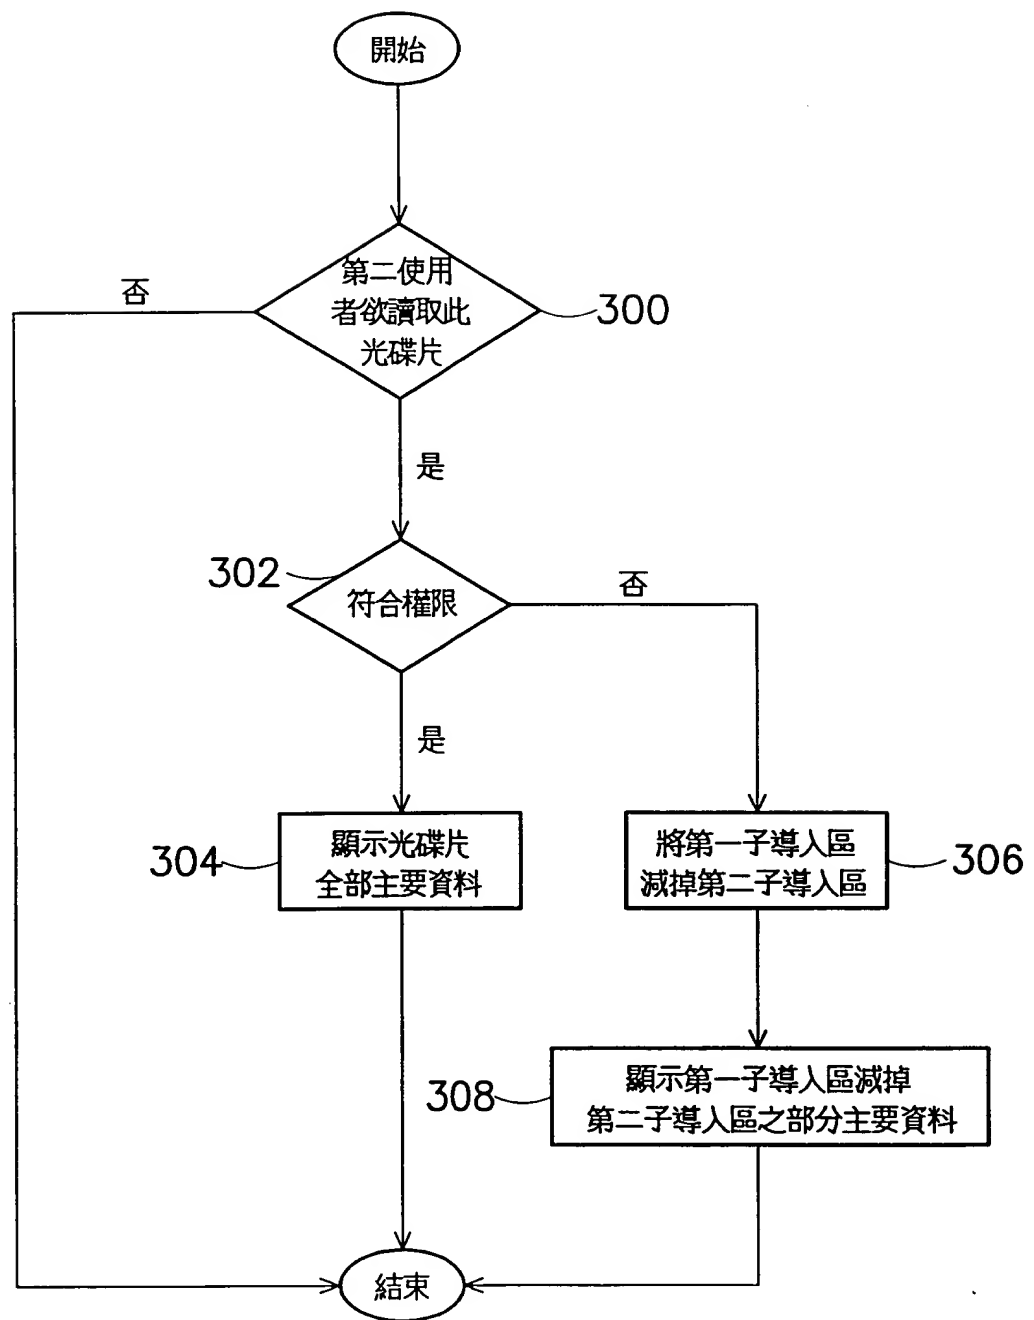 開始
第二使用
者欲讀取此
光碟片
300
否
是
302
符合權限
否
是
304
顯示光碟片
全部主要資料
將第一子導入區
減掉第二子導入區
306
308
顯示第一子導入區減掉
第二子導入區之部分主要資料
結束